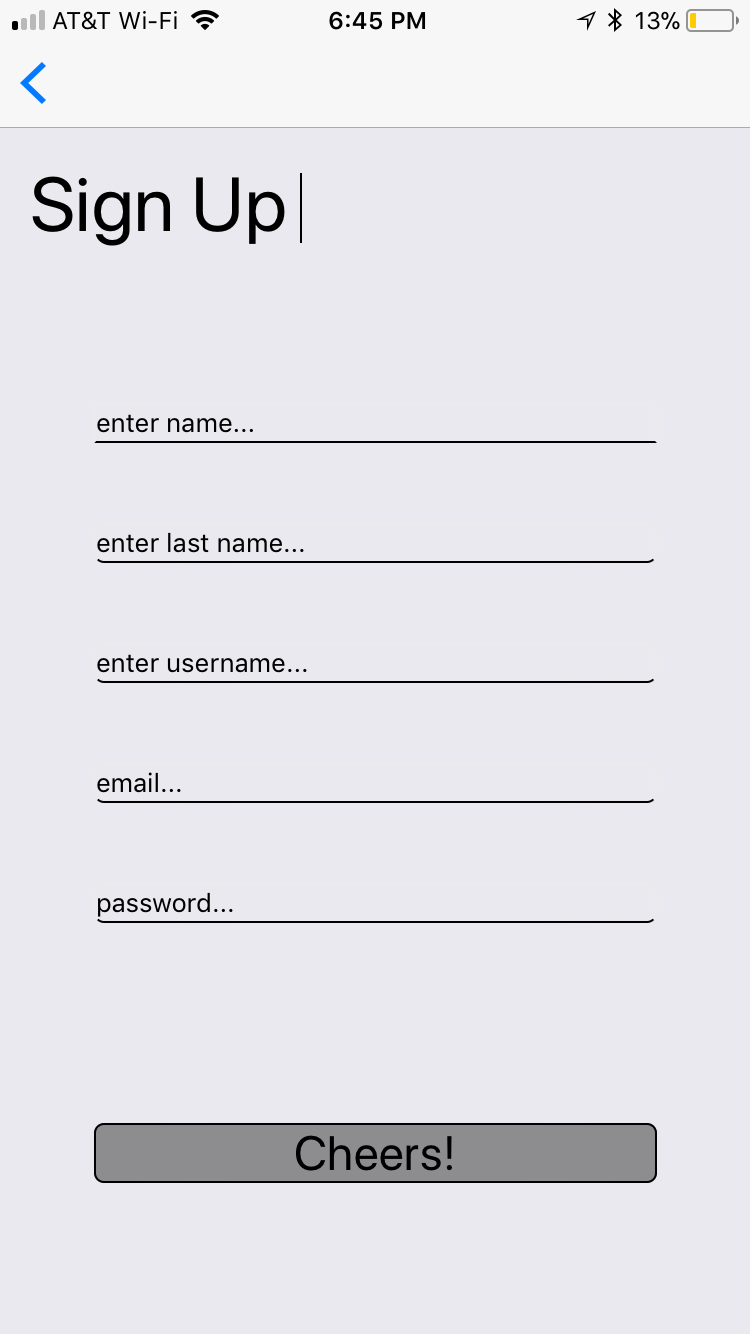 AT&T Wi-Fi 6:45 PM 13%
Sign Up
enter name...
enter last name...
enter username...
email...
password...
Cheers!